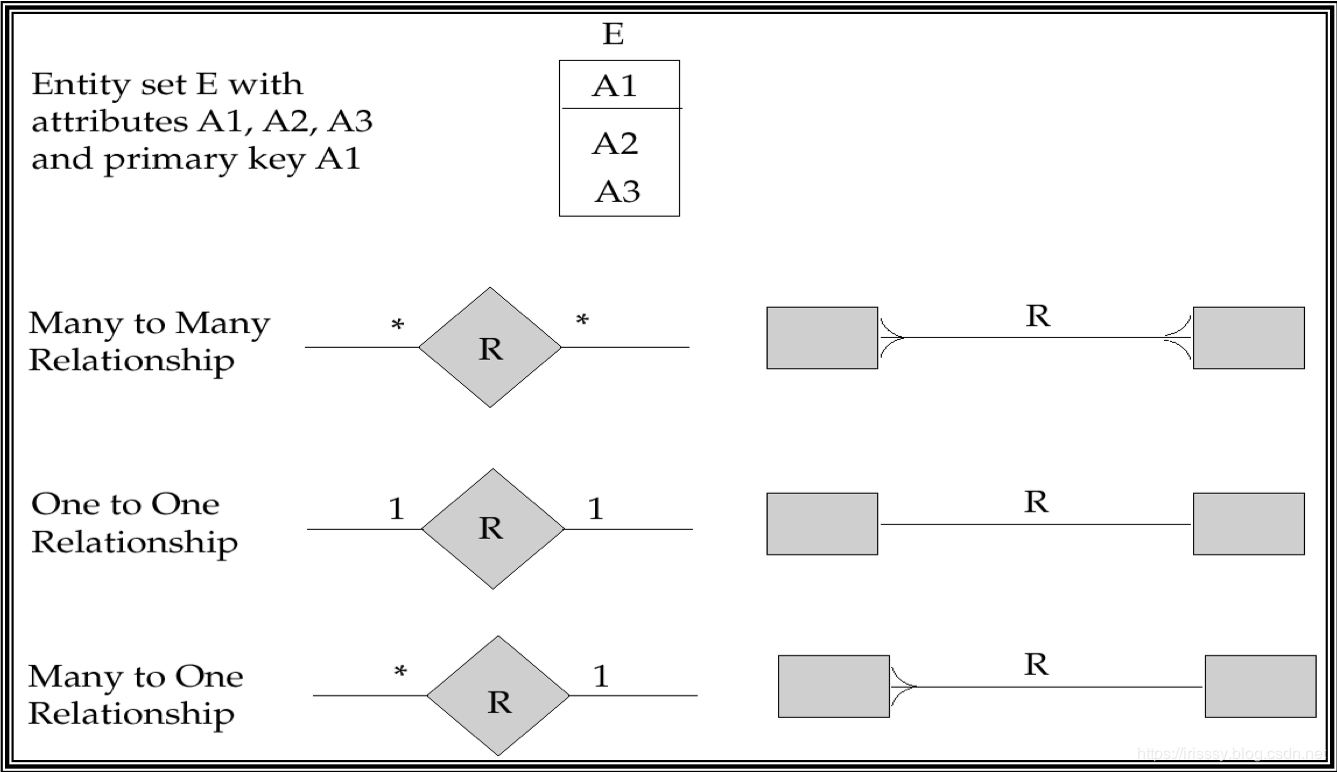 E
Entity set E with
attributes A1, A2, A3
and primary key A1
A1
A2
A3
Many to Many
Relationship
*
R
*
R
One to One
Relationship
1
R
1
R
Many to One
Relationship
*
R
1
R
https://irisssy.blog.csdn.net